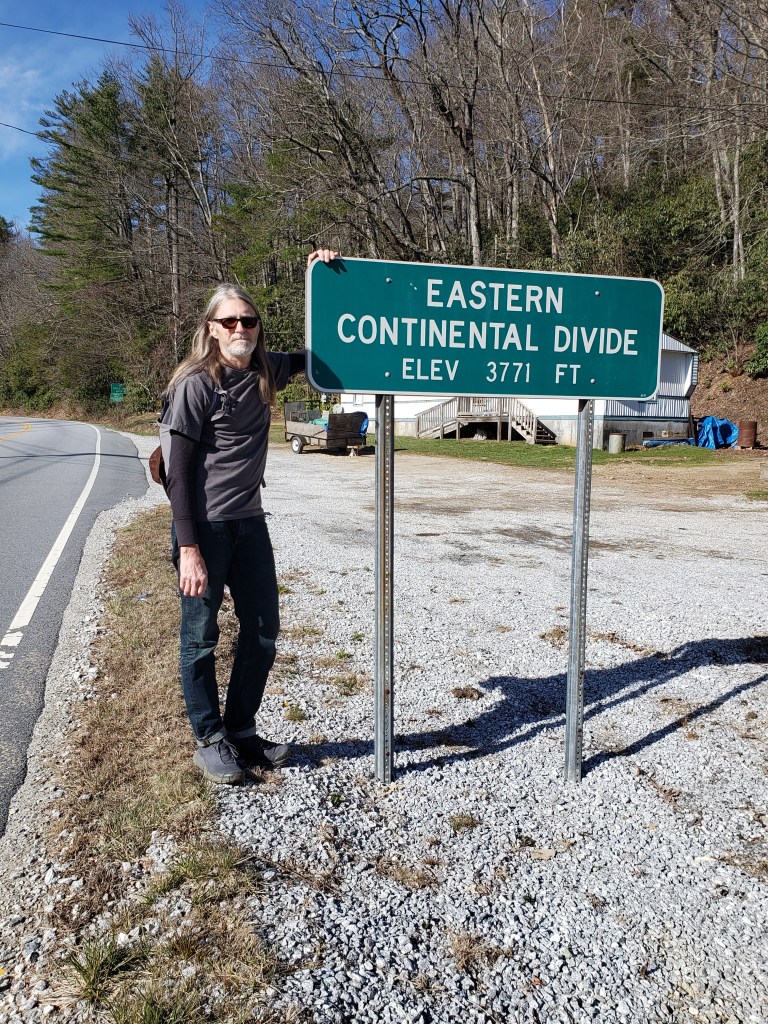 EASTERN
CONTINENTAL DIVIDE
ELEV 3771 FT